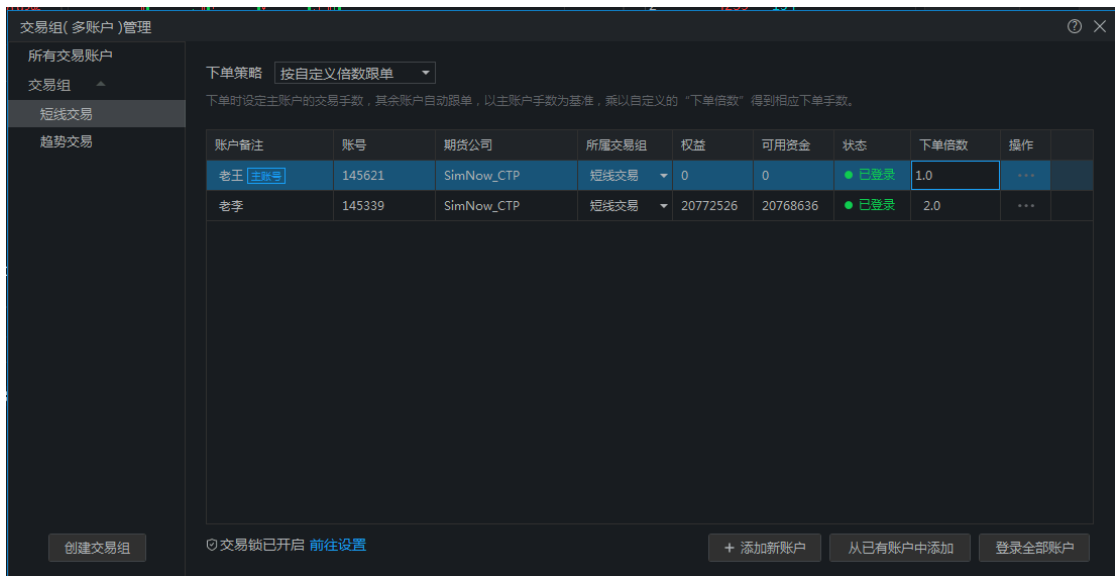 交易组(多账户)管理
所有交易账户
交易组
短线交易
趋势交易
下单策略 按自定义倍数跟单
下单时设定主账户的交易手数，其余账户自动跟单，以主账户手数为基准，乘以自定义的“下单倍数”得到相应下单手数。
账户备注 账号 期货公司 所属交易组 权益 可用资金 状态 下单倍数 操作
老王 主账号 145621 SimNow_CTP 短线交易 0 0 已登录 1.0 ...
老李 145339 SimNow_CTP 短线交易 20772526 20768636 已登录 2.0 ...
创建交易组
交易锁已开启 前往设置
+ 添加新账户 从已有账户中添加 登录全部账户